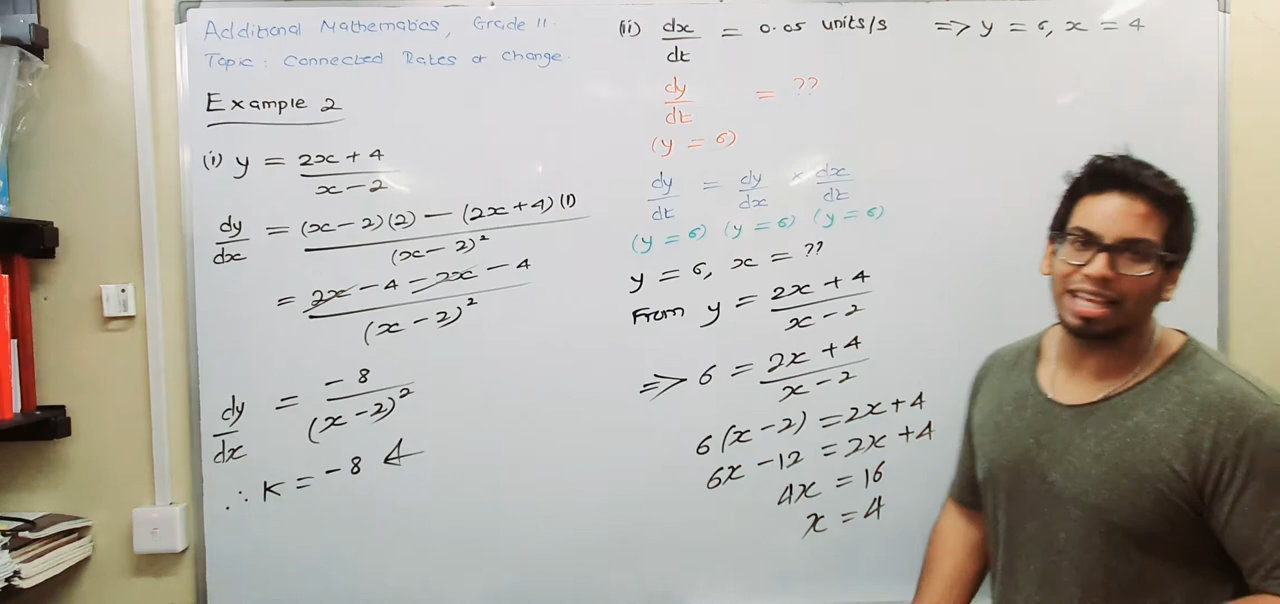 Additional Mathematics, Grade 11
Topic: Connected Rates of Change.
Example 2
(i) y = 2x + 4 / x - 2
dy/dx = (x - 2)(2) - (2x + 4)(1) / (x - 2)²
= 2x - 4 - 2x - 4 / (x - 2)²
dy/dx = -8 / (x - 2)²
∴ K = -8
(ii) dx/dt = 0.05 units/s => y = 6, x = 4
dy/dt = ??
(y = 6)
dy/dt = dy/dx × dx/dt
(y = 6) (y = 6) (y = 6)
y = 6, x = ??
From y = 2x + 4 / x - 2
=> 6 = 2x + 4 / x - 2
6(x - 2) = 2x + 4
6x - 12 = 2x + 4
4x = 16
x = 4